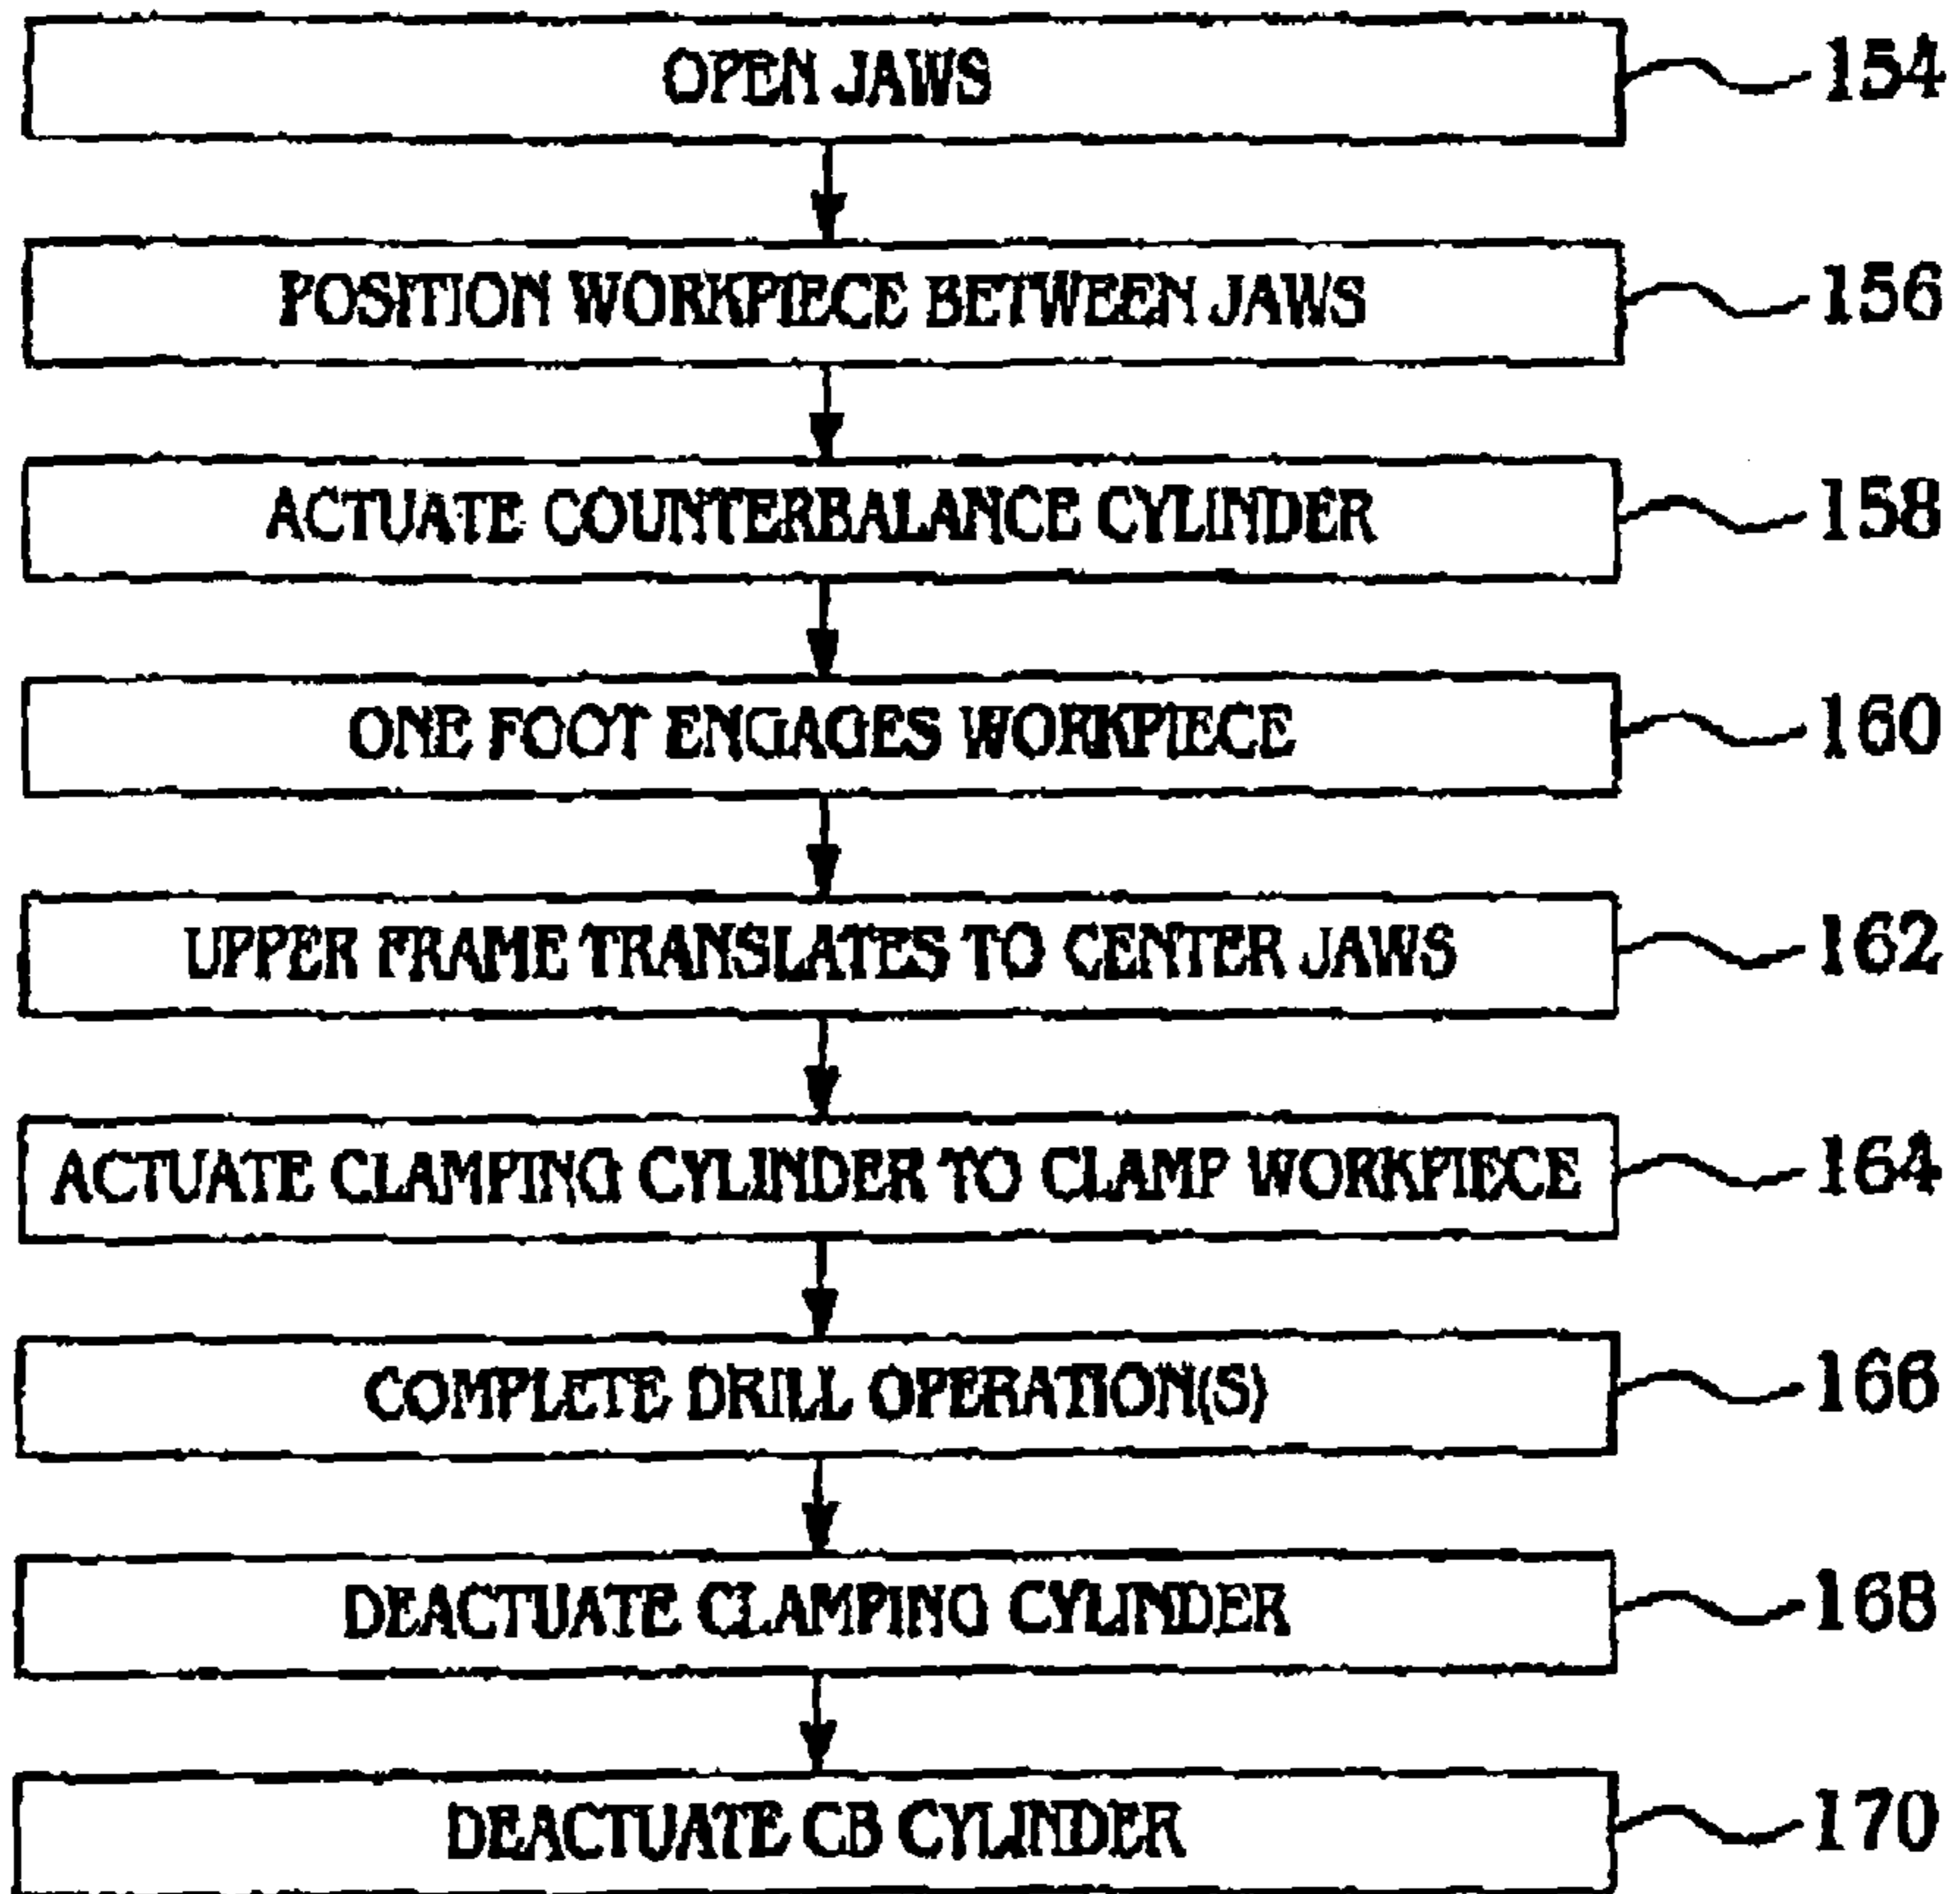 OPEN JAWS 154
POSITION WORKPIECE BETWEEN JAWS 156
ACTUATE COUNTERBALANCE CYLINDER 158
ONE FOOT ENGAGES WORKPIECE 160
UPPER FRAME TRANSLATES TO CENTER JAWS 162
ACTUATE CLAMPING CYLINDER TO CLAMP WORKPIECE 164
COMPLETE DRILL OPERATION(S) 166
DEACTUATE CLAMPING CYLINDER 168
DEACTUATE CB CYLINDER 170